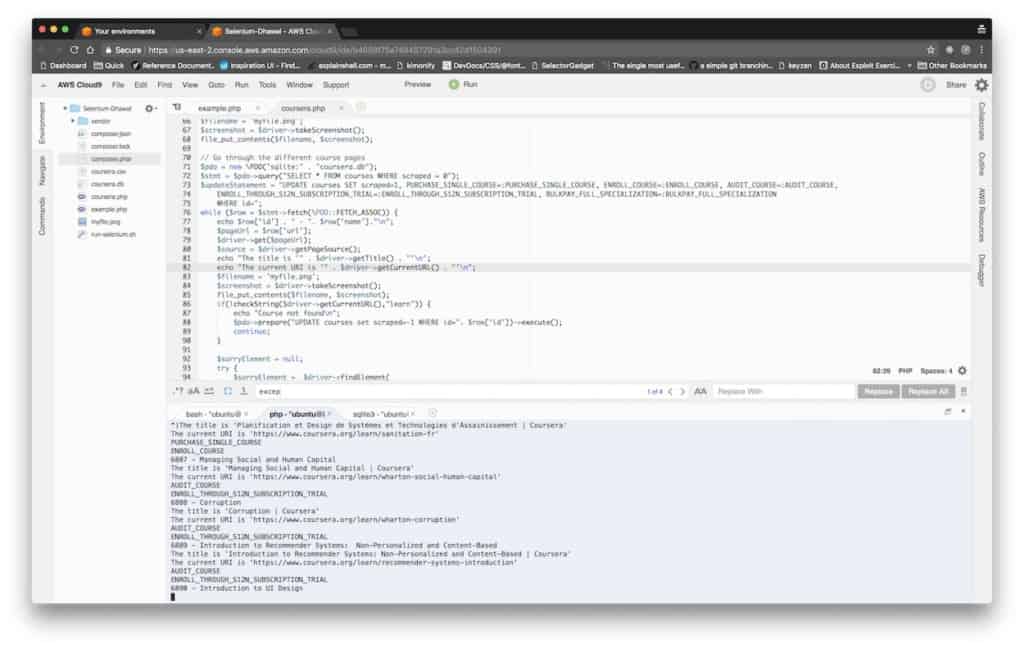 Your environments
Selenium-Dhawal - AWS Clou
Secure
Dashboard Quick Reference Document.. Inspiration UI - Find... explainshell.com - m... kimonify DevDocs/CSS/@font... SelectorGadget The single most usef... a simple git branchin... keyzen About Exploit Exerci... Other Bookmarks
AWS Cloud9 File Edit Find View Goto Run Tools Window Support Preview Run Share
Environment
Navigate
Commands
Selenium-Dhawal
vendor
composer.json
composer.lock
composer.phar
coursera.csv
coursera.db
coursera.php
example.php
myfile.png
run-selenium.sh
example.php
coursera.php
66 $filename = 'myfile.png';
67 $screenshot = $driver->takeScreenshot();
68 file_put_contents($filename, $screenshot);
69
70 // Go through the different course pages
71 $pdo = new \PDO("sqlite:" . "coursera.db");
72 $stmt = $pdo->query("SELECT * FROM courses WHERE scraped = 0");
73 $updateStatement = "UPDATE courses SET scraped=1, PURCHASE_SINGLE_COURSE=:PURCHASE_SINGLE_COURSE, ENROLL_COURSE=:ENROLL_COURSE, AUDIT_COURSE=:AUDIT_COURSE,
74 ENROLL_THROUGH_S12N_SUBSCRIPTION_TRIAL=:ENROLL_THROUGH_S12N_SUBSCRIPTION_TRIAL, BULKPAY_FULL_SPECIALIZATION=:BULKPAY_FULL_SPECIALIZATION
75 WHERE id=";
76 while ($row = $stmt->fetch(\PDO::FETCH_ASSOC)) {
77 echo $row['id'] . " - ". $row['name']."\n";
78 $pageUrl = $row['url'];
79 $driver->get($pageUrl);
80 $source = $driver->getPageSource();
81 echo "The title is '" . $driver->getTitle() . "'\n";
82 echo "The current URI is '" . $driver->getCurrentURL() . "'\n";
83 $filename = 'myfile.png';
84 $screenshot = $driver->takeScreenshot();
85 file_put_contents($filename, $screenshot);
86 if(!checkString($driver->getCurrentURL(),"learn")) {
87 echo "Course not found\n";
88 $pdo->prepare("UPDATE courses set scraped=-1 WHERE id=". $row['id'])->execute();
89 continue;
90 }
91
92 $sorryElement = null;
93 try {
94 $sorryElement = $driver->findElement(
82:39 PHP Spaces: 4
.* aA excep 1 of 4 AA Replace With Replace Replace All
bash - "ubuntu@ php - "ubuntu@i sqlite3 - "ubuntu
^)The title is 'Planification et Design de Systèmes et Technologies d'Assainissement | Coursera'
The current URI is 'https://www.coursera.org/learn/sanitation-fr'
PURCHASE_SINGLE_COURSE
ENROLL_COURSE
6087 - Managing Social and Human Capital
The title is 'Managing Social and Human Capital | Coursera'
The current URI is 'https://www.coursera.org/learn/wharton-social-human-capital'
AUDIT_COURSE
ENROLL_THROUGH_S12N_SUBSCRIPTION_TRIAL
6088 - Corruption
The title is 'Corruption | Coursera'
The current URI is 'https://www.coursera.org/learn/wharton-corruption'
AUDIT_COURSE
ENROLL_THROUGH_S12N_SUBSCRIPTION_TRIAL
6089 - Introduction to Recommender Systems: Non-Personalized and Content-Based
The title is 'Introduction to Recommender Systems: Non-Personalized and Content-Based | Coursera'
The current URI is 'https://www.coursera.org/learn/recommender-systems-introduction'
AUDIT_COURSE
ENROLL_THROUGH_S12N_SUBSCRIPTION_TRIAL
6090 - Introduction to UI Design
Collaborate
Outline
AWS Resources
Debugger